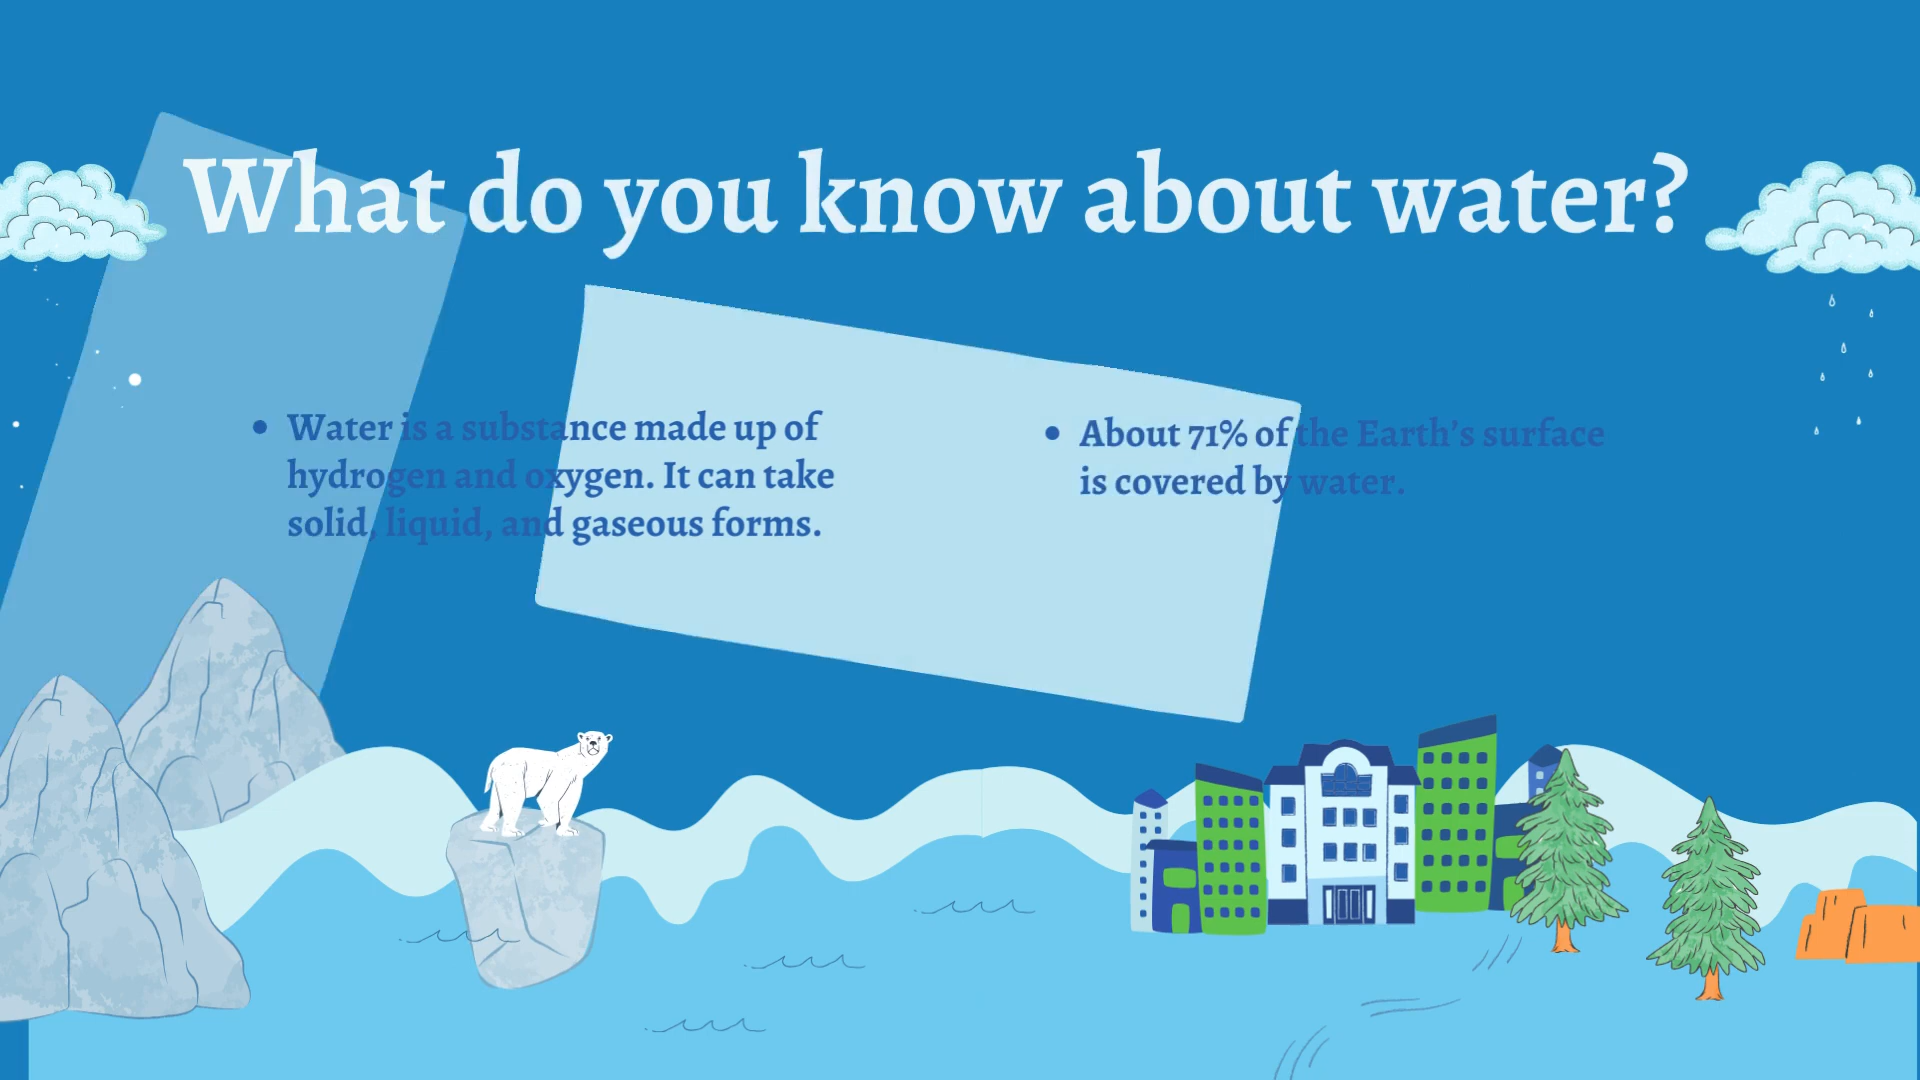 What do you know about water?
• Water is a substance made up of
hydrogen and oxygen. It can take
solid, liquid, and gaseous forms.
• About 71% of the Earth’s surface
is covered by water.